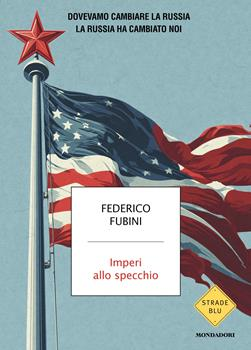 DOVEVAMO CAMBIARE LA RUSSIA
LA RUSSIA HA CAMBIATO NOI
FEDERICO
FUBINI
Imperi
allo specchio
STRADE
BLU
MONDADORI